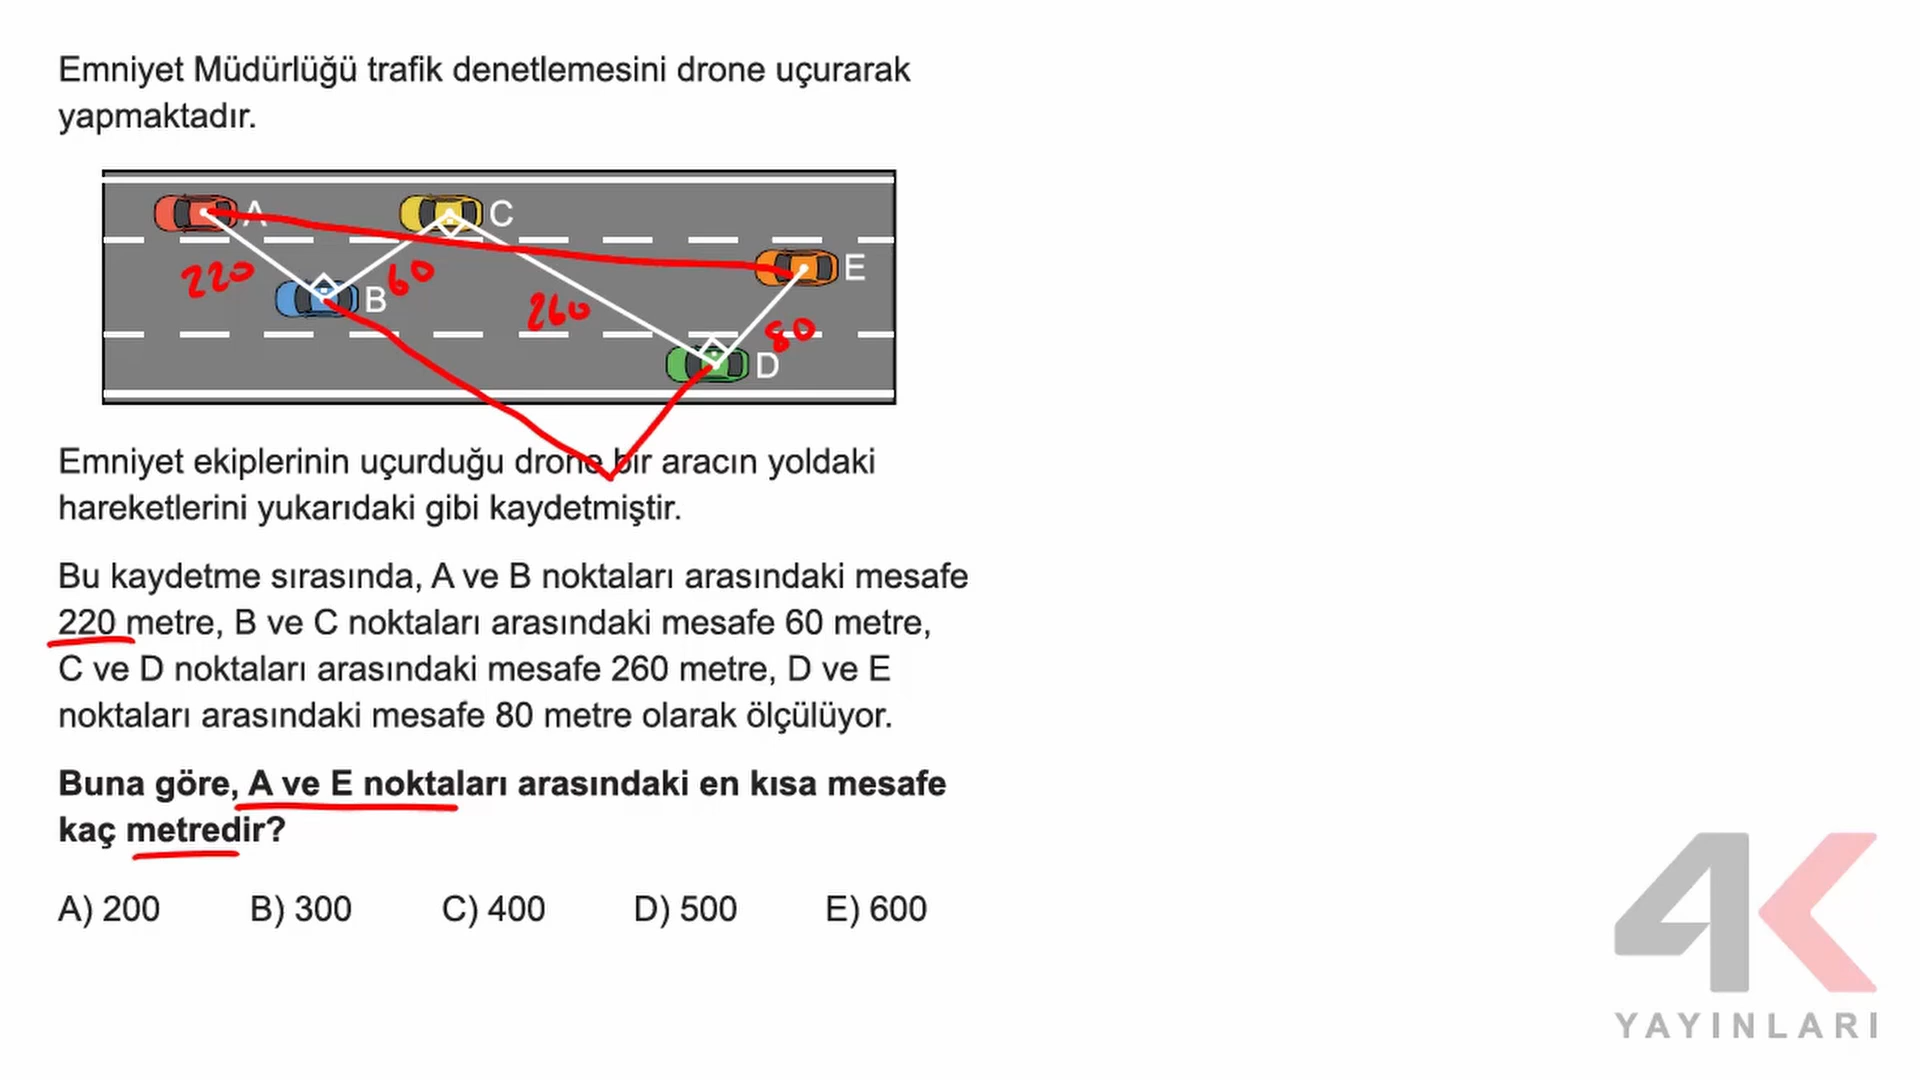 Emniyet Müdürlüğü trafik denetlemesini drone uçurarak
yapmaktadır.
A
C
E
220
60
B
260
80
D
Emniyet ekiplerinin uçurduğu drone bir aracın yoldaki
hareketlerini yukarıdaki gibi kaydetmiştir.
Bu kaydetme sırasında, A ve B noktaları arasındaki mesafe
220 metre, B ve C noktaları arasındaki mesafe 60 metre,
C ve D noktaları arasındaki mesafe 260 metre, D ve E
noktaları arasındaki mesafe 80 metre olarak ölçülüyor.
Buna göre, A ve E noktaları arasındaki en kısa mesafe
kaç metredir?
A) 200 B) 300 C) 400 D) 500 E) 600
4K
YAYINLARI